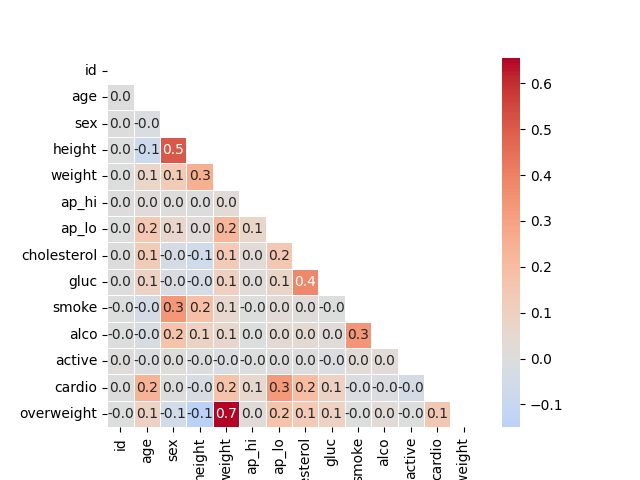 id
age 0.0
sex 0.0 -0.0
height 0.0 -0.1 0.5
weight 0.0 0.1 0.1 0.3
ap_hi 0.0 0.0 0.0 0.0 0.0
ap_lo 0.0 0.2 0.1 0.0 0.2 0.1
cholesterol 0.0 0.1 -0.0 -0.1 0.1 0.0 0.2
gluc 0.0 0.1 -0.0 -0.0 0.1 0.0 0.1 0.4
smoke -0.0 -0.0 0.3 0.2 0.1 -0.0 0.0 0.0 -0.0
alco -0.0 -0.0 0.2 0.1 0.1 0.0 0.0 0.0 0.0 0.3
active 0.0 -0.0 0.0 -0.0 -0.0 -0.0 0.0 0.0 -0.0 0.0 0.0
cardio 0.0 0.2 0.0 -0.0 0.2 0.1 0.3 0.2 0.1 -0.0 -0.0 -0.0
overweight -0.0 0.1 -0.1 -0.1 0.7 0.0 0.2 0.1 0.1 -0.0 0.0 -0.0 0.1
id age sex height weight ap_hi ap_lo esterol gluc smoke alco active cardio weight
0.6
0.5
0.4
0.3
0.2
0.1
0.0
−0.1